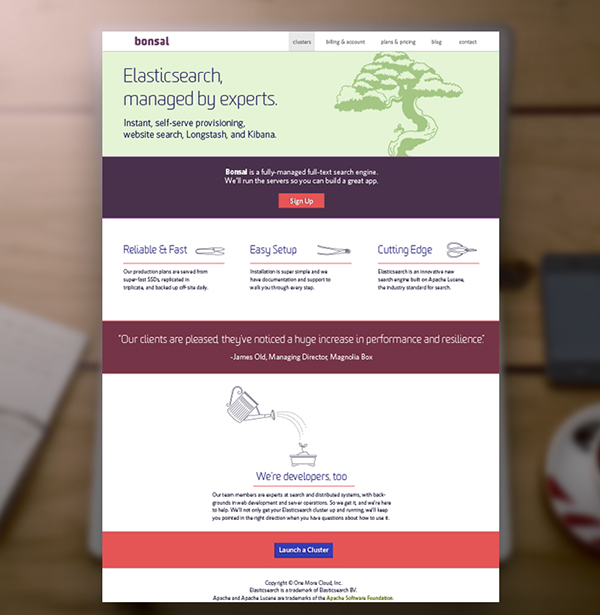 bonsal
clusters billing & account plans & pricing blog contact
Elasticsearch,
managed by experts.
Instant, self-serve provisioning,
website search, Longstash, and Kibana.
Bonsal is a fully-managed full-text search engine.
We'll run the servers so you can build a great app.
Sign Up
Reliable & Fast
Our production plans are served from
super-fast SSDs, replicated in
triplicate, and backed up off-site daily.
Easy Setup
Installation is super simple and we
have documentation and support to
walk you through every step.
Cutting Edge
Elasticsearch is an innovative new
search engine built on Apache Lucene,
the industry standard for search.
"Our clients are pleased, they've noticed a huge increase in performance and resilience."
-James Old, Managing Director, Magnolia Box
We're developers, too
Our team members are experts at search and distributed systems, with back-
grounds in web development and server operations. So we get it, and we're here
to help. We'll not only get your Elasticsearch cluster up and running, we'll keep
you pointed in the right direction when you have questions about how to use it.
Launch a Cluster
Copyright © One More Cloud, Inc.
Elasticsearch is a trademark of Elasticsearch BV.
Apache and Apache Lucene are trademarks of the Apache Software Foundation.